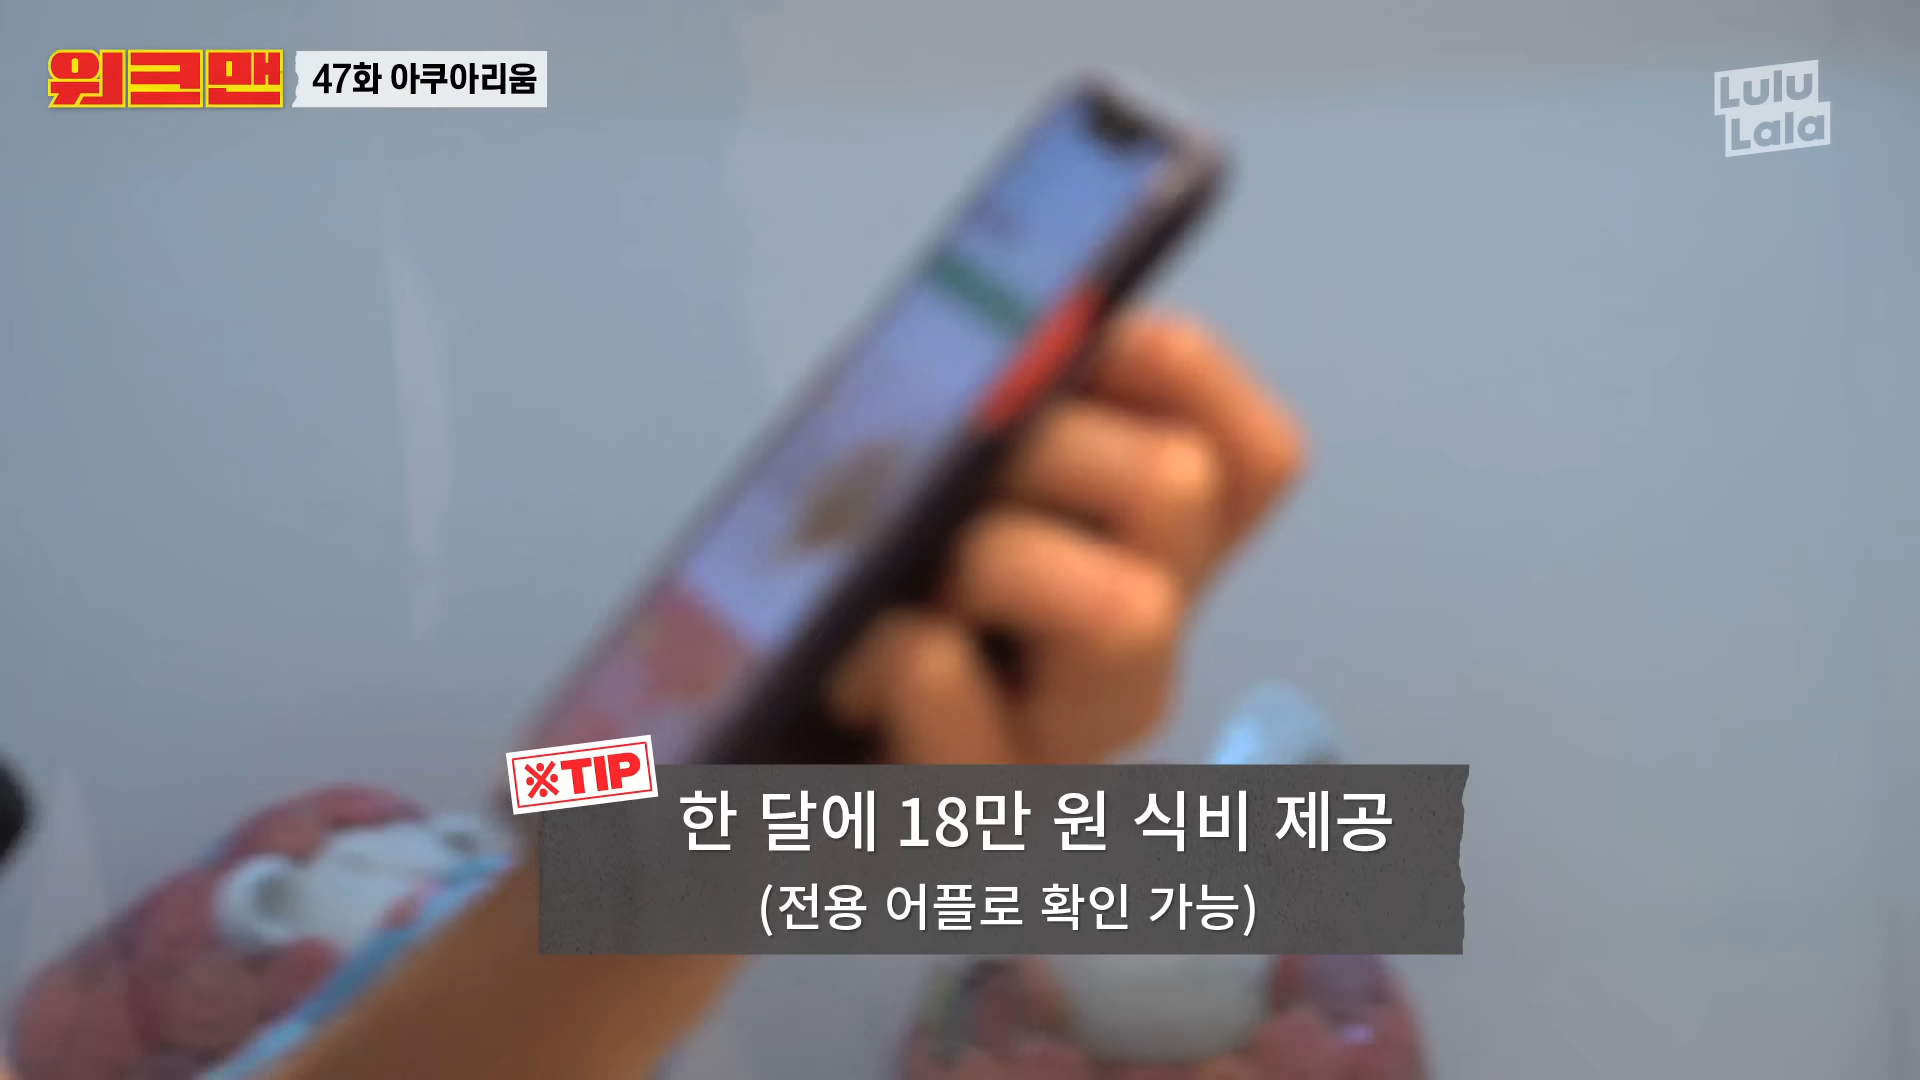 워크맨
47화 아쿠아리움
Lulu
Lala
※TIP
한 달에 18만 원 식비 제공
(전용 어플로 확인 가능)